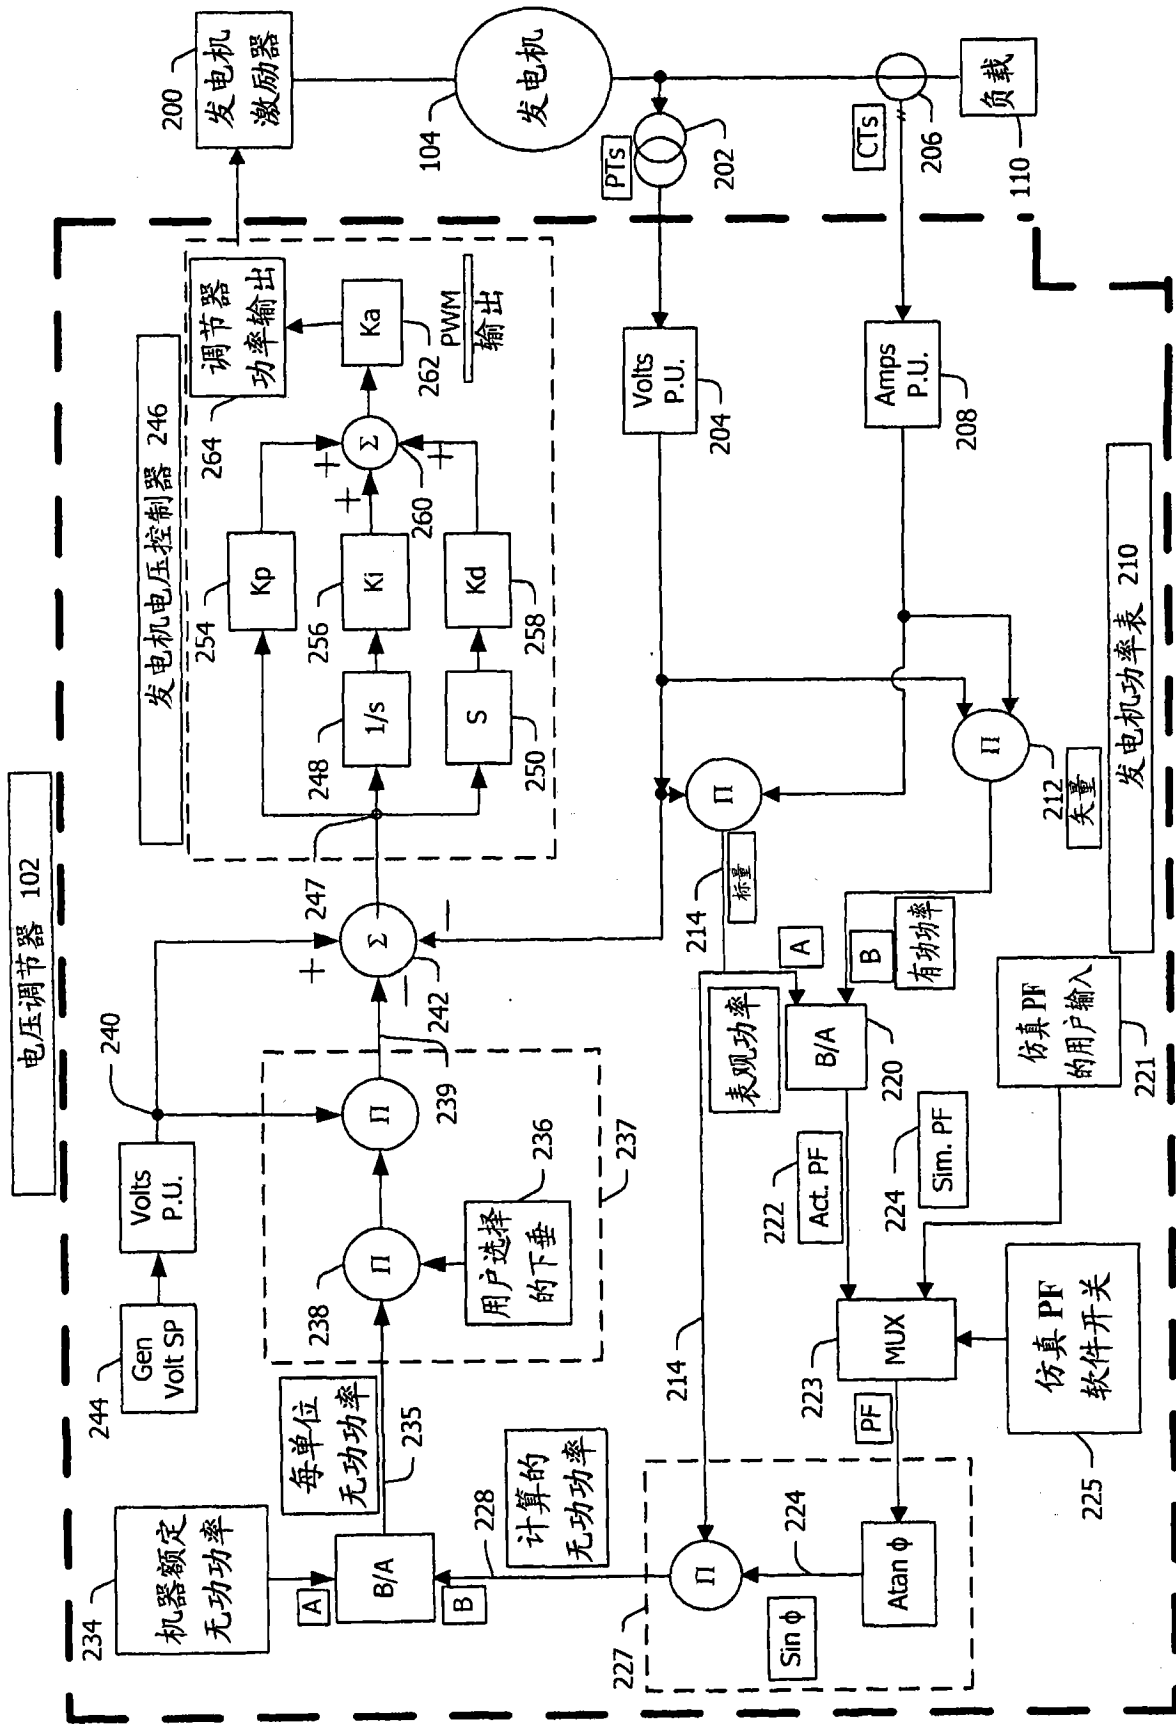 电压调节器 102
200
发电机
激励器
104
发电机
PTs
202
CTs
206
负载
110
发电机电压控制器 246
264
调节器
功率输出
Ka
262
PWM
输出
254
Kp
256
Ki
258
Kd
Σ
260
+
+
+
248
1/s
250
S
247
Volts
P.U.
204
Amps
P.U.
208
240
Volts
P.U.
244
Gen
Volt SP
+
Σ
−
−
242
239
Π
238
Π
236
用户选择
的下垂
237
234
机器额定
无功功率
每单位
无功功率
235
A
B/A
B
228
计算的
无功功率
214
标量
Π
Π
212
矢量
发电机功率表 210
表观功率
A
B
有功功率
B/A
220
仿真 PF
的用户输入
221
222
Act. PF
224
Sim. PF
214
223
MUX
PF
仿真 PF
软件开关
225
227
Π
224
Sin ϕ
Atan ϕ